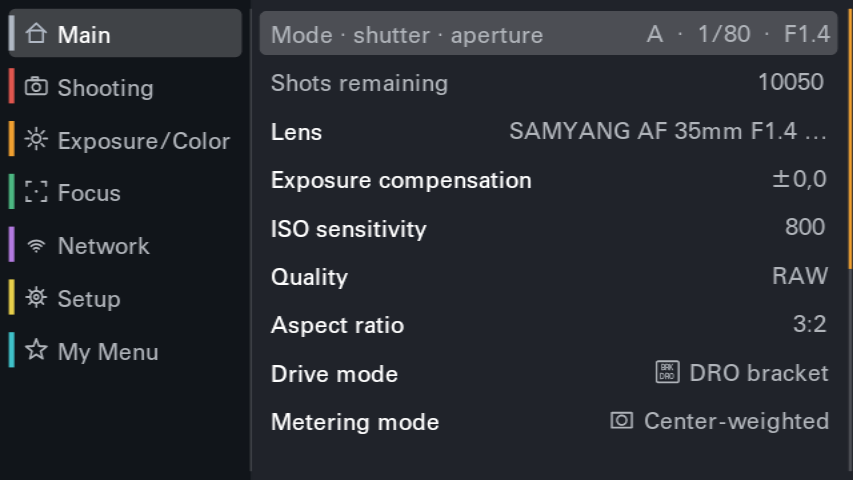 Main
Shooting
Exposure/Color
Focus
Network
Setup
My Menu
Mode · shutter · aperture A · 1/80 · F1.4
Shots remaining 10050
Lens SAMYANG AF 35mm F1.4 ...
Exposure compensation ±0,0
ISO sensitivity 800
Quality RAW
Aspect ratio 3:2
Drive mode BRK DRO DRO bracket
Metering mode Center-weighted